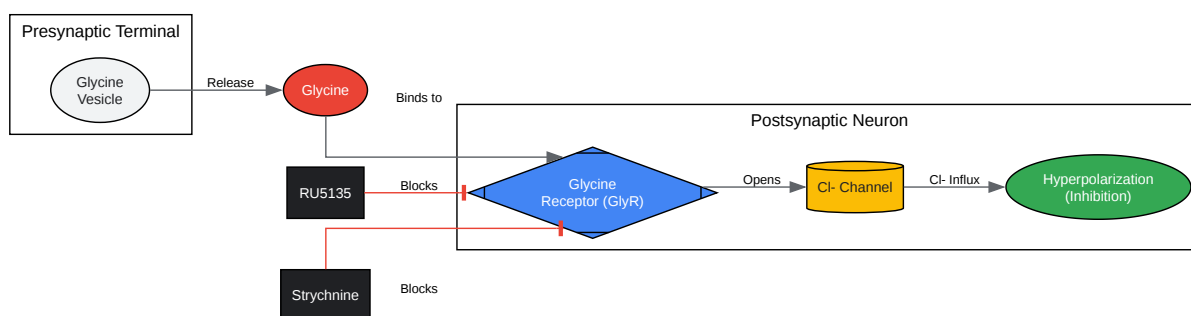 Presynaptic Terminal
Glycine
Vesicle
Release
Glycine
Binds to
Postsynaptic Neuron
RU5135
Blocks
Glycine
Receptor (GlyR)
Opens
Cl- Channel
Cl- Influx
Hyperpolarization
(Inhibition)
Strychnine
Blocks